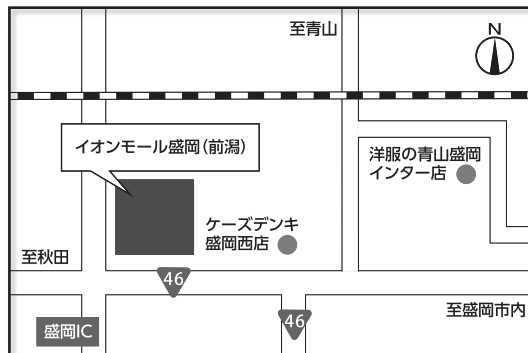 至青山
N
イオンモール盛岡(前潟)
洋服の青山盛岡
インター店
ケーズデンキ
盛岡西店
至秋田
46
至盛岡市内
46
盛岡IC